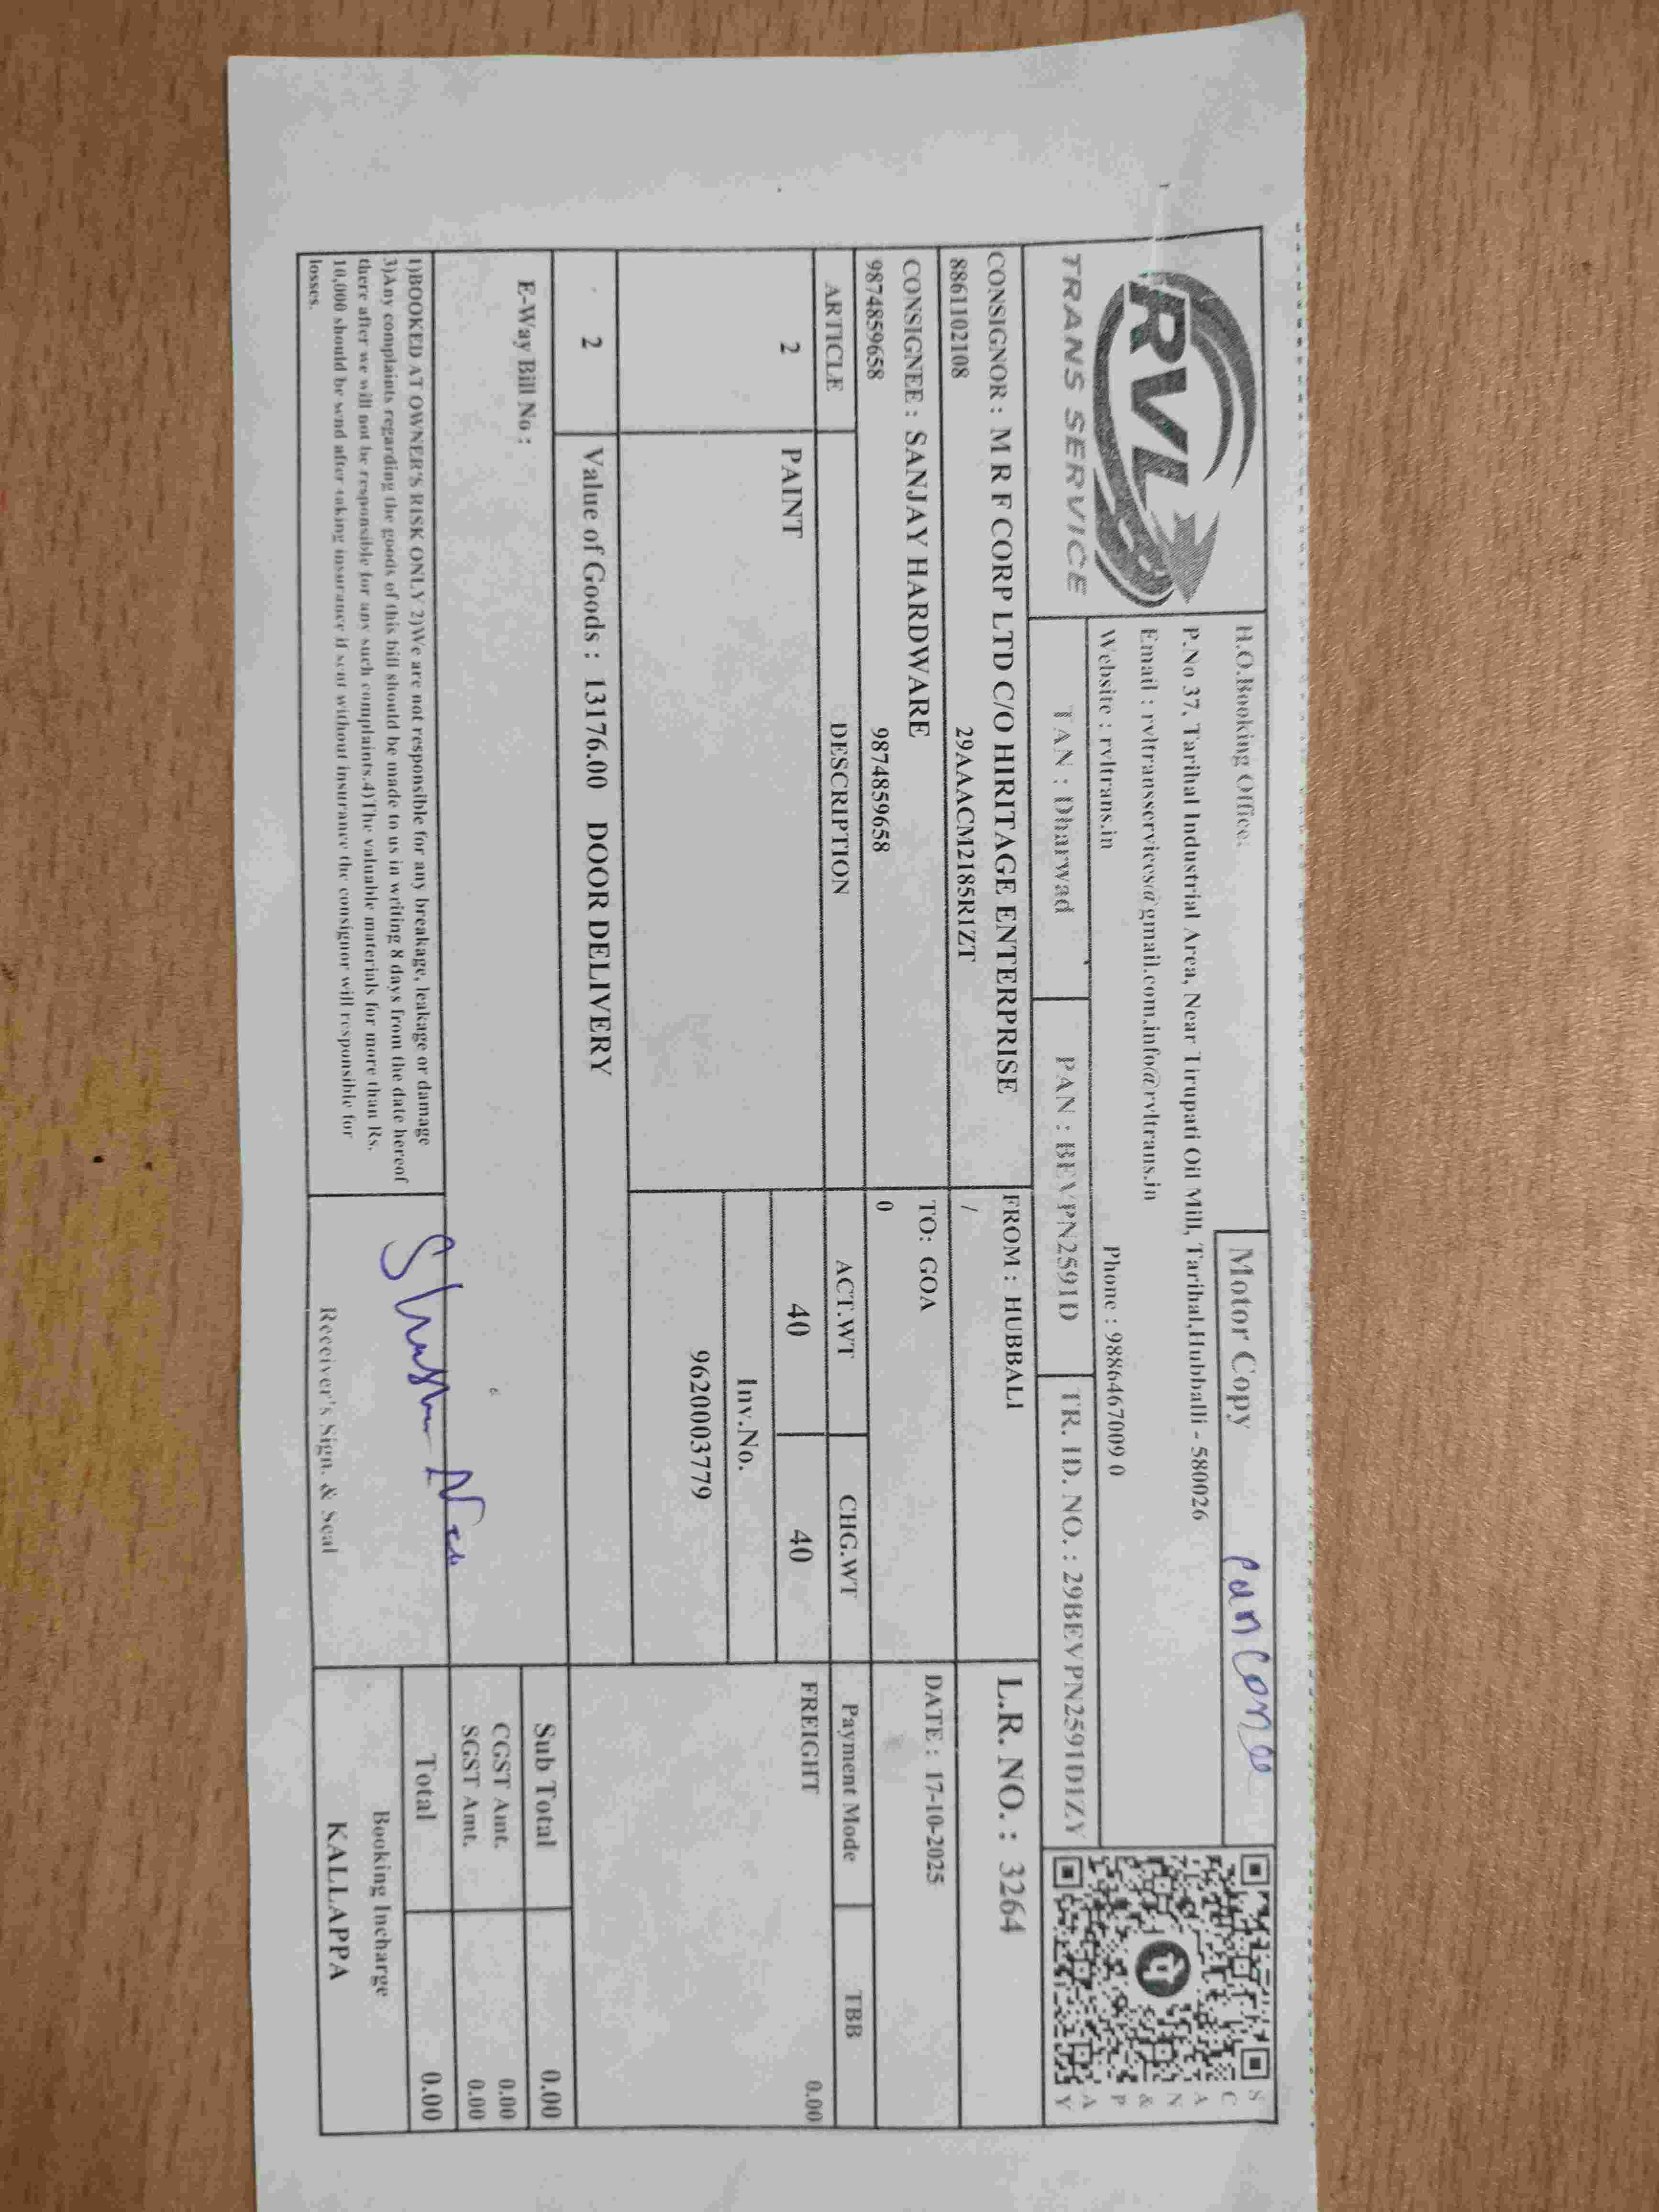 Motor Copy
Pancome
RVL
TRANS SERVICE
H.O.Booking Office:
P.No 37, Tarihal Industrial Area, Near Tirupati Oil Mill, Tarihal,Hubballi - 580026
Email : rvltransservices@gmail.com,info@rvltrans.in
Website : rvltrans.in Phone : 9886467009 0
SCAN & PAY
TAN : Dharwad PAN : BEVPN2591D TR. ID. NO. : 29BEVPN2591D1ZY
CONSIGNOR : M R F CORP LTD C/O HIRITAGE ENTERPRISE FROM : HUBBALI L.R. NO. : 3264
8861102108 29AAACM2185R1ZT /
CONSIGNEE : SANJAY HARDWARE TO: GOA DATE : 17-10-2025
9874859658 9874859658 0
ARTICLE DESCRIPTION ACT.WT CHG.WT Payment Mode TBB
2 PAINT 40 40 FREIGHT 0.00
Inv.No.
9620003779
2 Value of Goods : 13176.00 DOOR DELIVERY
Sub Total 0.00
E-Way Bill No :
CGST Amt. 0.00
SGST Amt. 0.00
Total 0.00
1)BOOKED AT OWNER'S RISK ONLY 2)We are not responsible for any breakage, leakage or damage
3)Any complaints regarding the goods of this bill should be made to us in writing 8 days from the date hereof
there after we will not be responsible for any such complaints.4)The valuable materials for more than Rs.
10,000 should be send after taking insurance if sent without insurance the consignor will responsible for
losses.
Receiver's Sign. & Seal
Booking Incharge
KALLAPPA